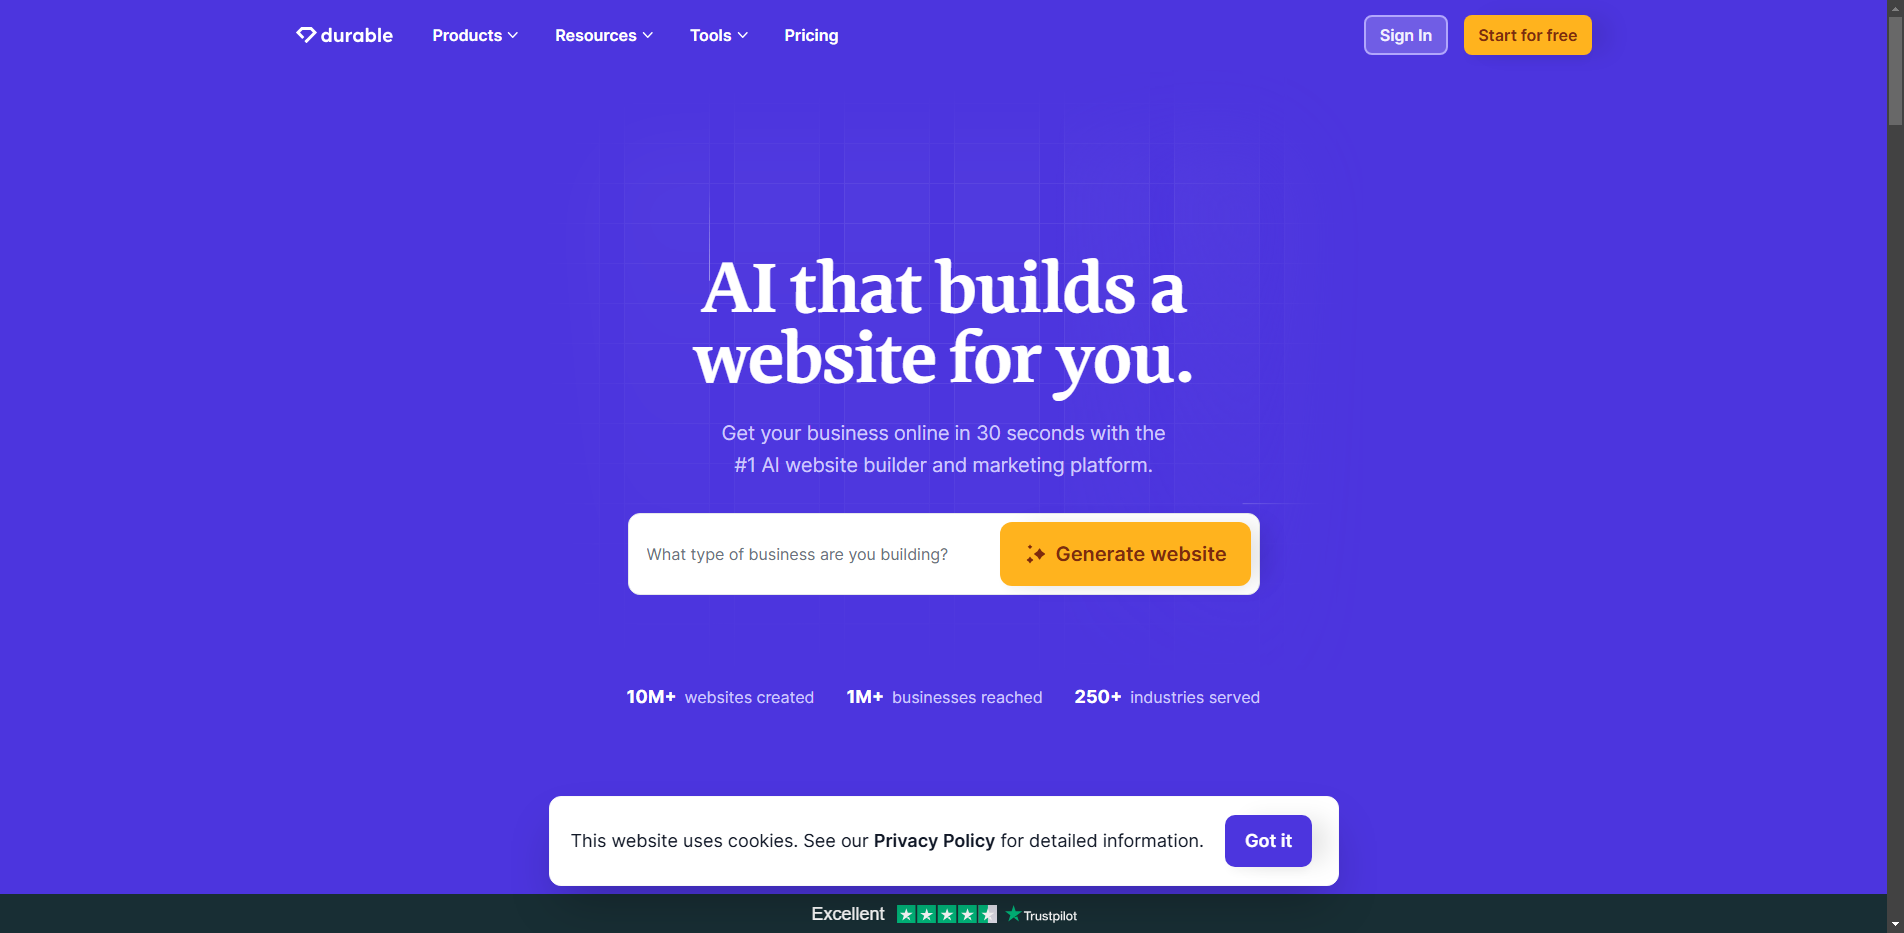 durable
Products
Resources
Tools
Pricing
Sign In
Start for free
AI that builds a
website for you.
Get your business online in 30 seconds with the
#1 AI website builder and marketing platform.
What type of business are you building?
Generate website
10M+ websites created
1M+ businesses reached
250+ industries served
This website uses cookies. See our Privacy Policy for detailed information.
Got it
Excellent
Trustpilot